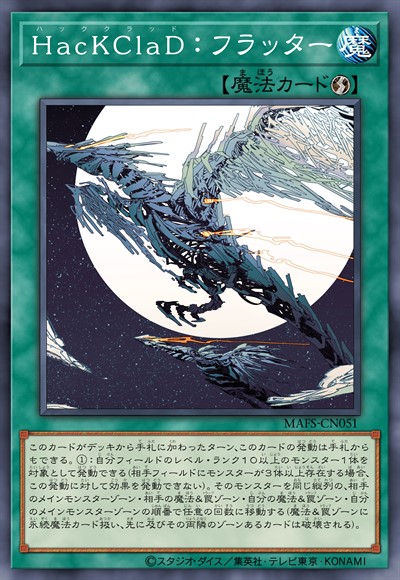 ハッククラッド
HacKClaD：フラッター
魔
【魔法カード】
まほう
MAFS-CN051
このカードがデッキから手札に加わったターン、このカードの発動は手札から
もできる。①：自分フィールドのレベル・ランク１０以上のモンスター１体を
対象として発動できる（相手フィールドにモンスターが３体以上存在する場合、
この発動に対して効果を発動できない）。そのモンスターを同じ縦列の、相手
のメインモンスターゾーン・相手の魔法＆罠ゾーン・自分の魔法＆罠ゾーン・自分
のメインモンスターゾーンの順番で任意の回数に移動する（魔法＆罠ゾーンに
永続魔法カード扱い、先に及びその両隣のゾーンあるカードは破壊される）。
©スタジオ・ダイス／集英社・テレビ東京・KONAMI